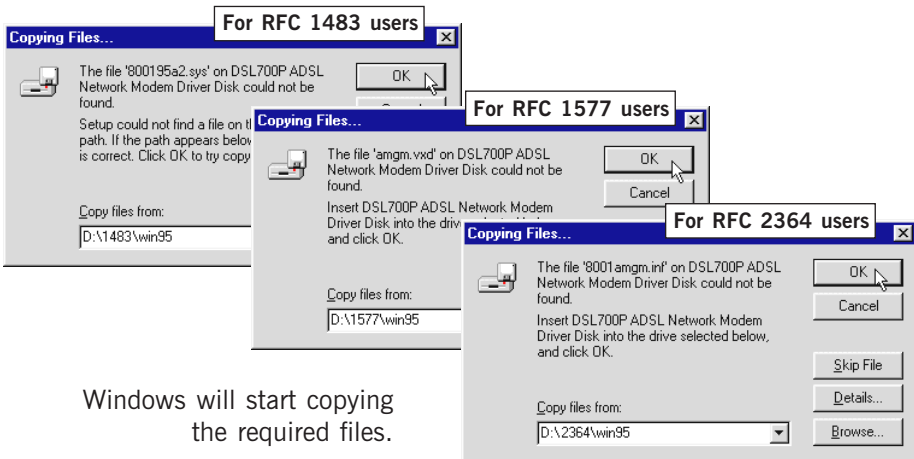 For RFC 1483 users
Copying Files...
The file '800195a2.sys' on DSL700P ADSL
Network Modem Driver Disk could not be
found.
Setup could not find a file on
path. If the path appears
is correct. Click OK to try copy
Copy files from:
D:\1483\win95
OK
For RFC 1577 users
Copying Files...
The file 'amgm.vxd' on DSL700P ADSL
Network Modem Driver Disk could not be
found.
Insert DSL700P ADSL Network Modem
Driver Disk into the
and click OK.
Copy files from:
D:\1577\win95
OK
Cancel
For RFC 2364 users
Copying Files...
The file '8001amgm.inf' on DSL700P ADSL
Network Modem Driver Disk could not be
found.
Insert DSL700P ADSL Network Modem
Driver Disk into the drive selected below,
and click OK.
Copy files from:
D:\2364\win95
OK
Cancel
Skip File
Details...
Browse...
Windows will start copying
the required files.